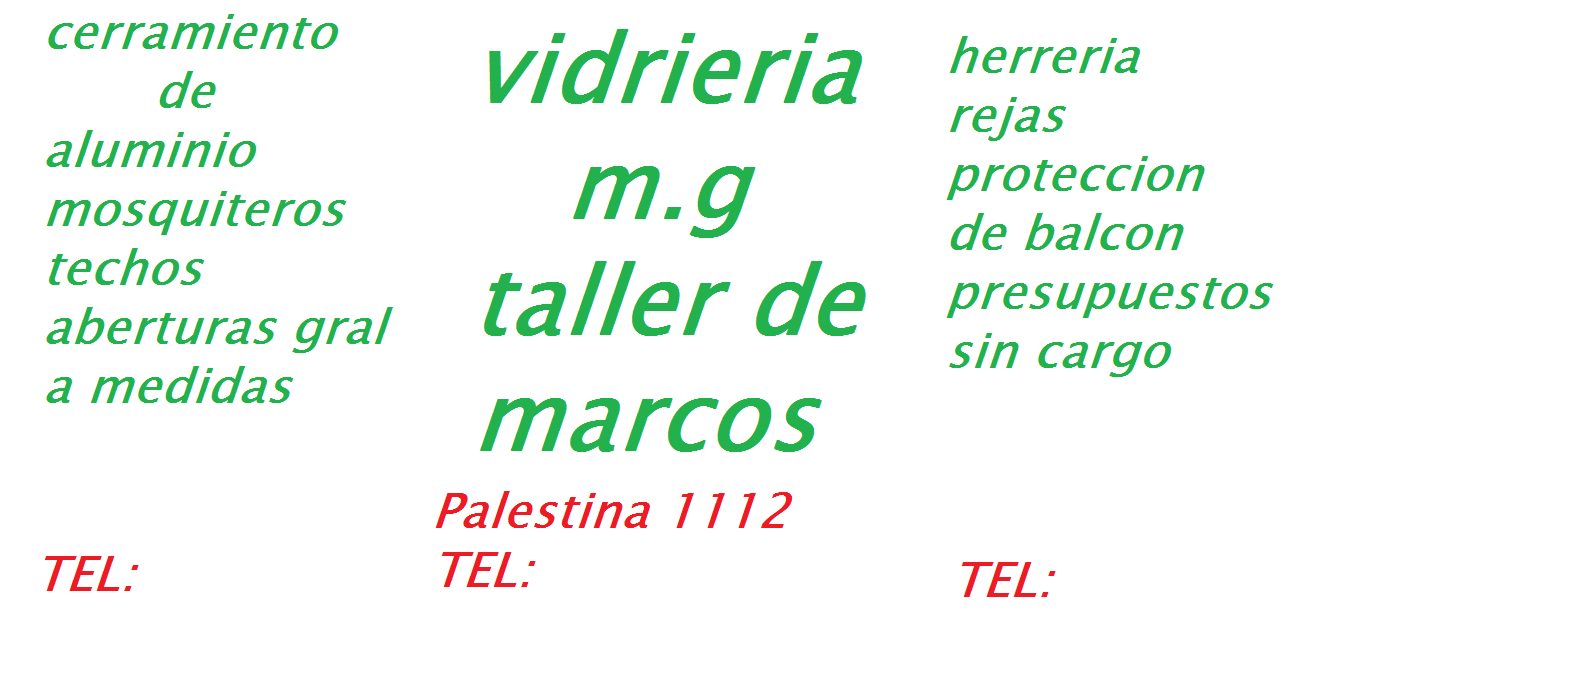 cerramiento
de
aluminio
mosquiteros
techos
aberturas gral
a medidas
TEL:
vidrieria
m.g
taller de
marcos
Palestina 1112
TEL:
herreria
rejas
proteccion
de balcon
presupuestos
sin cargo
TEL: